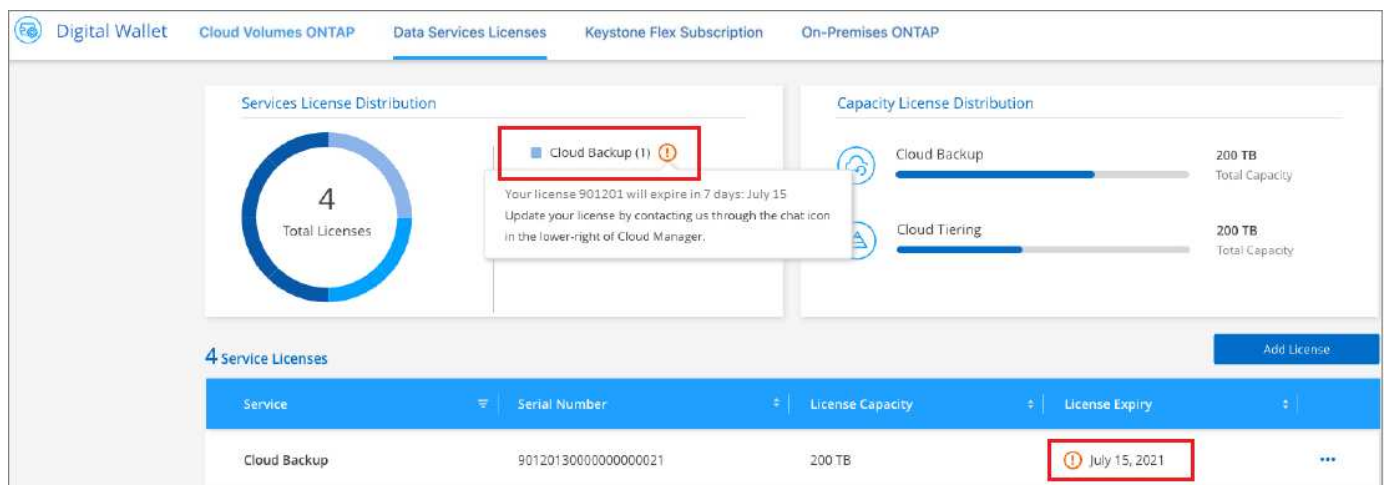 Digital Wallet
Cloud Volumes ONTAP
Data Services Licenses
Keystone Flex Subscription
On-Premises ONTAP
Services License Distribution
4
Total Licenses
Cloud Backup (1)
Your license 901201 will expire in 7 days: July 15
Update your license by contacting us through the chat icon
in the lower-right of Cloud Manager.
Capacity License Distribution
Cloud Backup
200 TB
Total Capacity
Cloud Tiering
200 TB
Total Capacity
4 Service Licenses
Add License
Service
Serial Number
License Capacity
License Expiry
Cloud Backup
90120130000000000021
200 TB
July 15, 2021